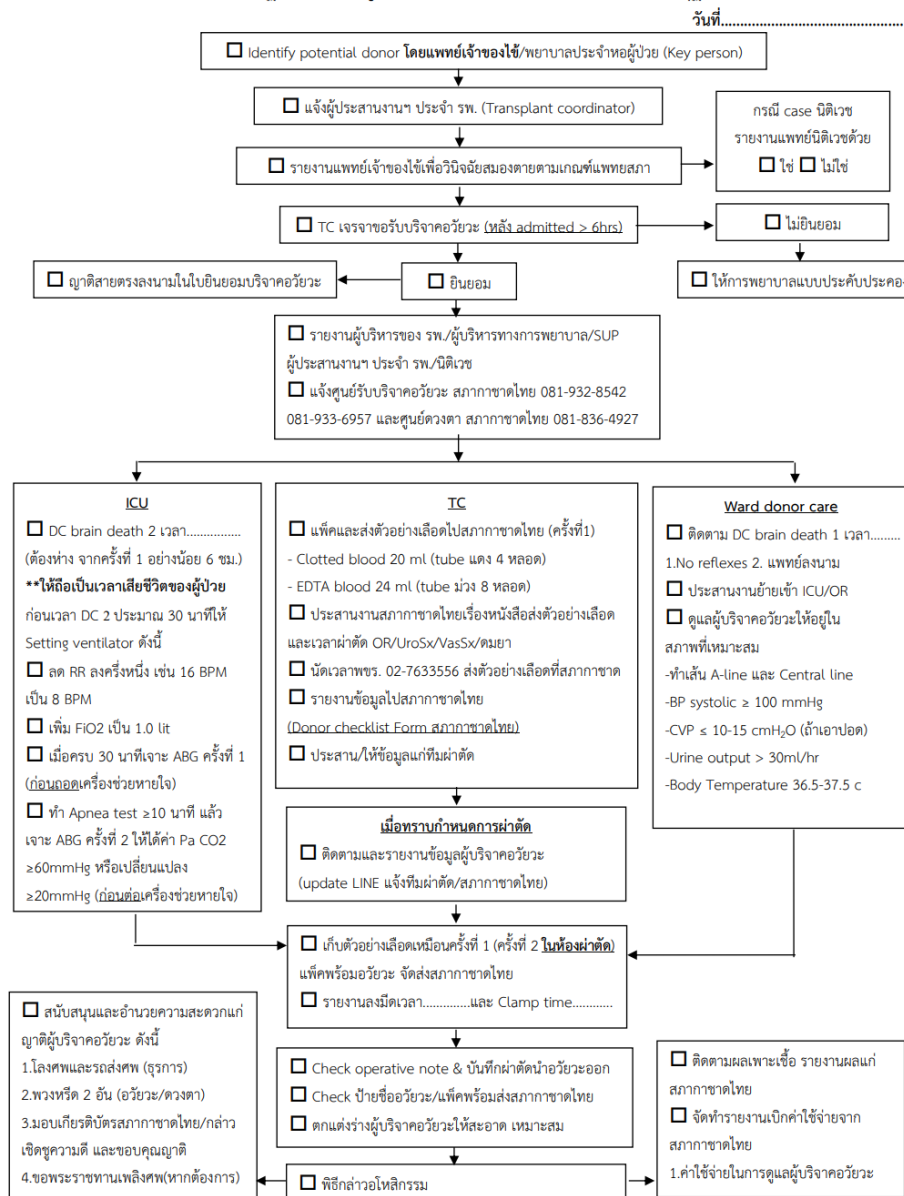 วันที่................................................
☐ Identify potential donor โดยแพทย์เจ้าของไข้/พยาบาลประจำหอผู้ป่วย (Key person)
☐ แจ้งผู้ประสานงานฯ ประจำ รพ. (Transplant coordinator)
กรณี case นิติเวช
รายงานแพทย์นิติเวชด้วย
☐ ใช่ ☐ ไม่ใช่
☐ รายงานแพทย์เจ้าของไข้เพื่อวินิจฉัยสมองตายตามเกณฑ์แพทยสภา
☐ TC เจรจาขอรับบริจาคอวัยวะ (หลัง admitted > 6hrs)
☐ ไม่ยินยอม
☐ ญาติสายตรงลงนามในใบยินยอมบริจาคอวัยวะ
☐ ยินยอม
☐ ให้การพยาบาลแบบประคับประคอง
☐ รายงานผู้บริหารของ รพ./ผู้บริหารทางการพยาบาล/SUP
ผู้ประสานงานฯ ประจำ รพ./นิติเวช
☐ แจ้งศูนย์รับบริจาคอวัยวะ สภากาชาดไทย 081-932-8542
081-933-6957 และศูนย์ดวงตา สภากาชาดไทย 081-836-4927
ICU
☐ DC brain death 2 เวลา................
(ต้องห่าง จากครั้งที่ 1 อย่างน้อย 6 ชม.)
**ให้ถือเป็นเวลาเสียชีวิตของผู้ป่วย
ก่อนเวลา DC 2 ประมาณ 30 นาทีให้
Setting ventilator ดังนี้
☐ ลด RR ลงครึ่งหนึ่ง เช่น 16 BPM
เป็น 8 BPM
☐ เพิ่ม FiO2 เป็น 1.0 lit
☐ เมื่อครบ 30 นาทีเจาะ ABG ครั้งที่ 1
(ก่อนถอดเครื่องช่วยหายใจ)
☐ ทำ Apnea test ≥10 นาที แล้ว
เจาะ ABG ครั้งที่ 2 ให้ได้ค่า Pa CO2
≥60mmHg หรือเปลี่ยนแปลง
≥20mmHg (ก่อนต่อเครื่องช่วยหายใจ)
TC
☐ แพ็คและส่งตัวอย่างเลือดไปสภากาชาดไทย (ครั้งที่1)
- Clotted blood 20 ml (tube แดง 4 หลอด)
- EDTA blood 24 ml (tube ม่วง 8 หลอด)
☐ ประสานงานสภากาชาดไทยเรื่องหนังสือส่งตัวอย่างเลือด
และเวลาผ่าตัด OR/UroSx/VasSx/ดมยา
☐ นัดเวลาพขร. 02-7633556 ส่งตัวอย่างเลือดที่สภากาชาด
☐ รายงานข้อมูลไปสภากาชาดไทย
(Donor checklist Form สภากาชาดไทย)
☐ ประสาน/ให้ข้อมูลแก่ทีมผ่าตัด
Ward donor care
☐ ติดตาม DC brain death 1 เวลา.........
1.No reflexes 2. แพทย์ลงนาม
☐ ประสานงานย้ายเข้า ICU/OR
☐ ดูแลผู้บริจาคอวัยวะให้อยู่ใน
สภาพที่เหมาะสม
-ทำเส้น A-line และ Central line
-BP systolic ≥ 100 mmHg
-CVP ≤ 10-15 cmH₂O (ถ้าเอาปอด)
-Urine output > 30ml/hr
-Body Temperature 36.5-37.5 c
เมื่อทราบกำหนดการผ่าตัด
☐ ติดตามและรายงานข้อมูลผู้บริจาคอวัยวะ
(update LINE แจ้งทีมผ่าตัด/สภากาชาดไทย)
☐ เก็บตัวอย่างเลือดเหมือนครั้งที่ 1 (ครั้งที่ 2 ในห้องผ่าตัด)
แพ็คพร้อมอวัยวะ จัดส่งสภากาชาดไทย
☐ รายงานลงมีดเวลา..............และ Clamp time............
☐ สนับสนุนและอำนวยความสะดวกแก่
ญาติผู้บริจาคอวัยวะ ดังนี้
1.โลงศพและรถส่งศพ (ธุรการ)
2.พวงหรีด 2 อัน (อวัยวะ/ดวงตา)
3.มอบเกียรติบัตรสภากาชาดไทย/กล่าว
เชิดชูความดี และขอบคุณญาติ
4.ขอพระราชทานเพลิงศพ(หากต้องการ)
☐ Check operative note & บันทึกผ่าตัดนำอวัยวะออก
☐ Check ป้ายชื่ออวัยวะ/แพ็คพร้อมส่งสภากาชาดไทย
☐ ตกแต่งร่างผู้บริจาคอวัยวะให้สะอาด เหมาะสม
☐ ติดตามผลเพาะเชื้อ รายงานผลแก่
สภากาชาดไทย
☐ จัดทำรายงานเบิกค่าใช้จ่ายจาก
สภากาชาดไทย
1.ค่าใช้จ่ายในการดูแลผู้บริจาคอวัยวะ
☐ พิธีกล่าวอโหสิกรรม